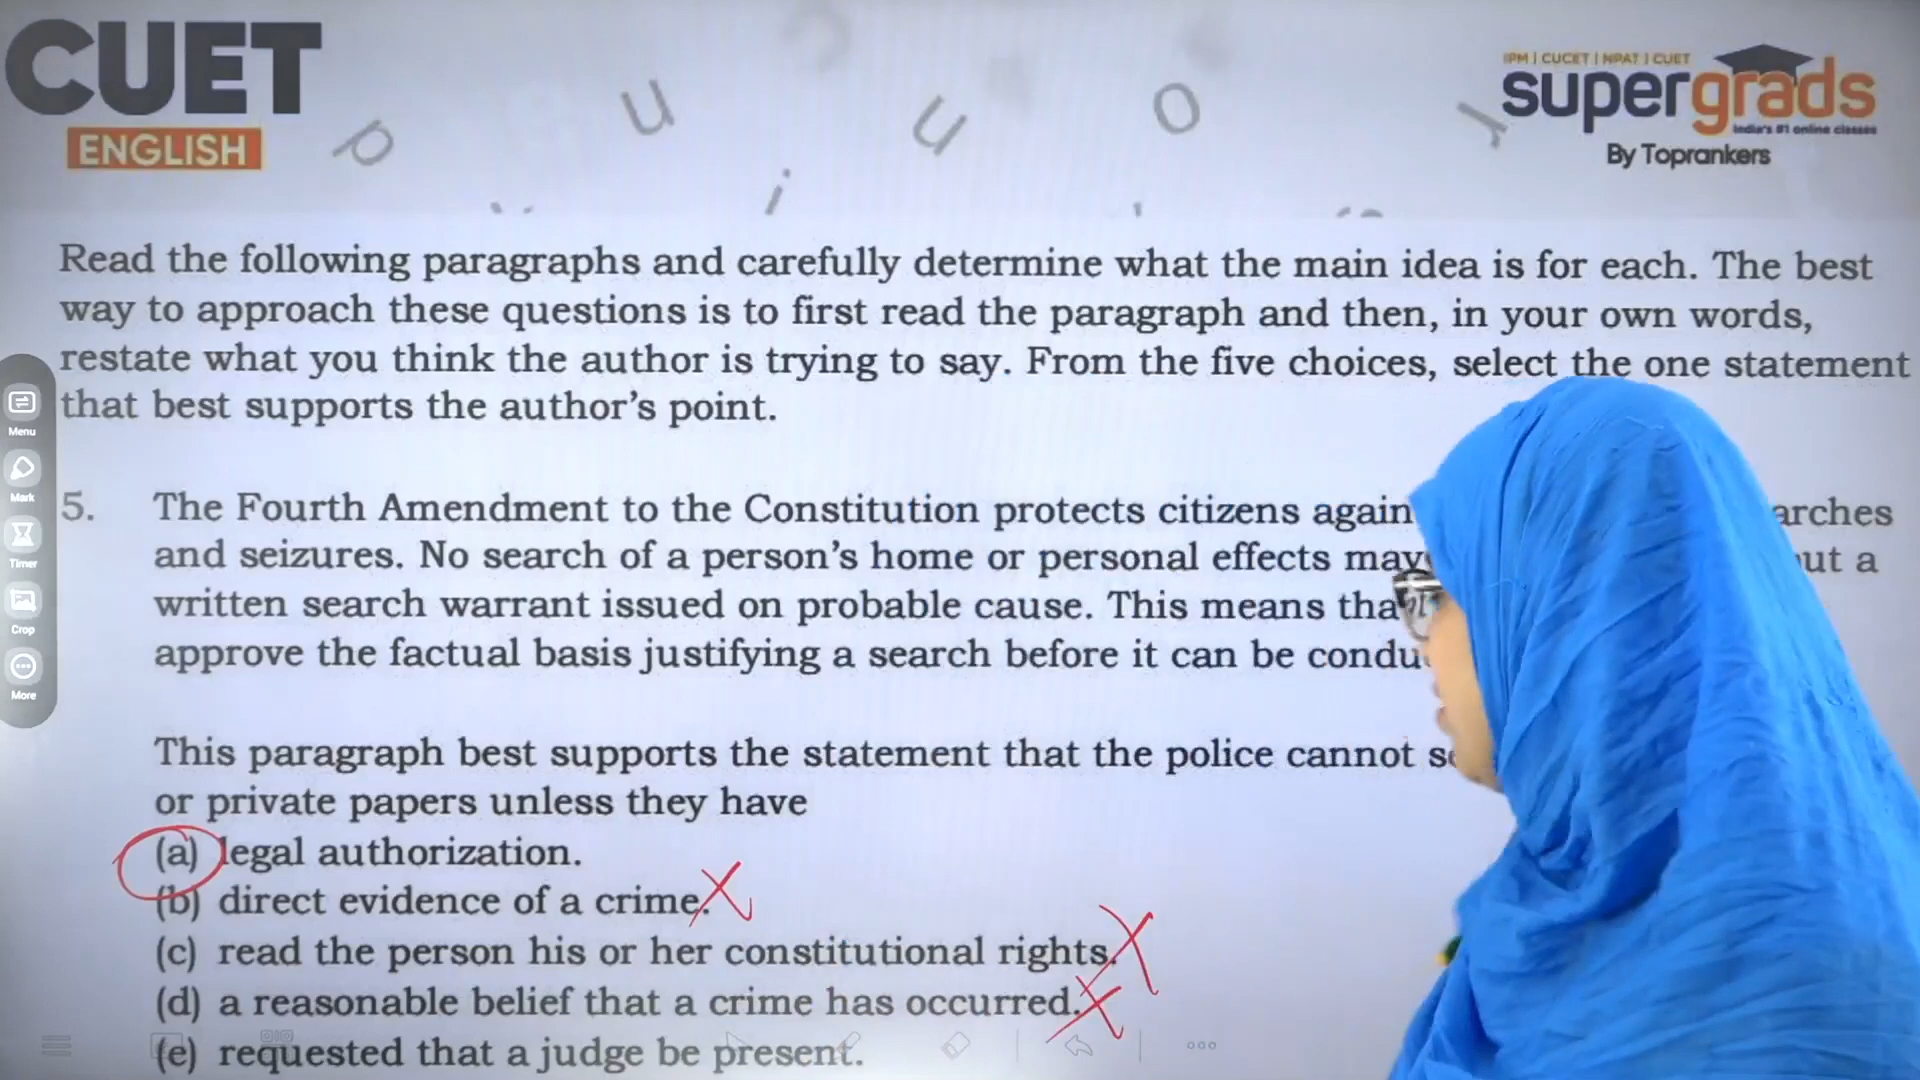 CUET
ENGLISH
IPM | CUCET | NPAT | CUET
supergrads
India's #1 online classes
By Toprankers
Read the following paragraphs and carefully determine what the main idea is for each. The best
way to approach these questions is to first read the paragraph and then, in your own words,
restate what you think the author is trying to say. From the five choices, select the one statement
that best supports the author's point.
Menu
Mark
Timer
Crop
More
5. The Fourth Amendment to the Constitution protects citizens again arches
and seizures. No search of a person's home or personal effects may ut a
written search warrant issued on probable cause. This means tha
approve the factual basis justifying a search before it can be condu
This paragraph best supports the statement that the police cannot s
or private papers unless they have
(a) legal authorization.
(b) direct evidence of a crime.
(c) read the person his or her constitutional rights.
(d) a reasonable belief that a crime has occurred.
(e) requested that a judge be present.